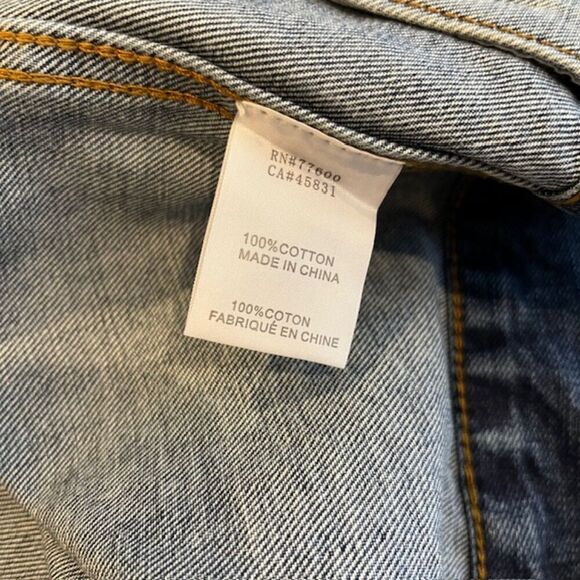 RN#77600
CA#45831
100%COTTON
MADE IN CHINA
100%COTON
FABRIQUÉ EN CHINE